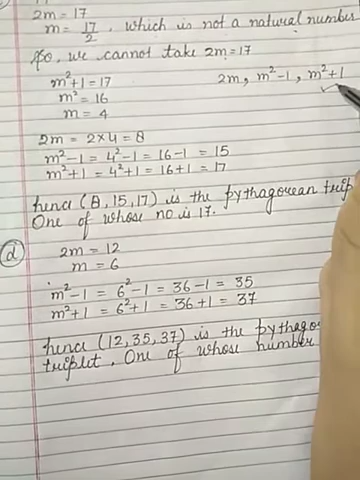 2m = 17
m = 17/2, which is not a natural number
So, we cannot take 2m = 17
m²+1 = 17
2m, m²-1, m²+1
m² = 16
m = 4
2m = 2×4 = 8
m²-1 = 4²-1 = 16-1 = 15
m²+1 = 4²+1 = 16+1 = 17
hence (8, 15, 17) is the pythagorean trip
One of whose no is 17.
(d) 2m = 12
m = 6
m²-1 = 6²-1 = 36-1 = 35
m²+1 = 6²+1 = 36+1 = 37
hence (12, 35, 37) is the pythago
triplet. One of whose number